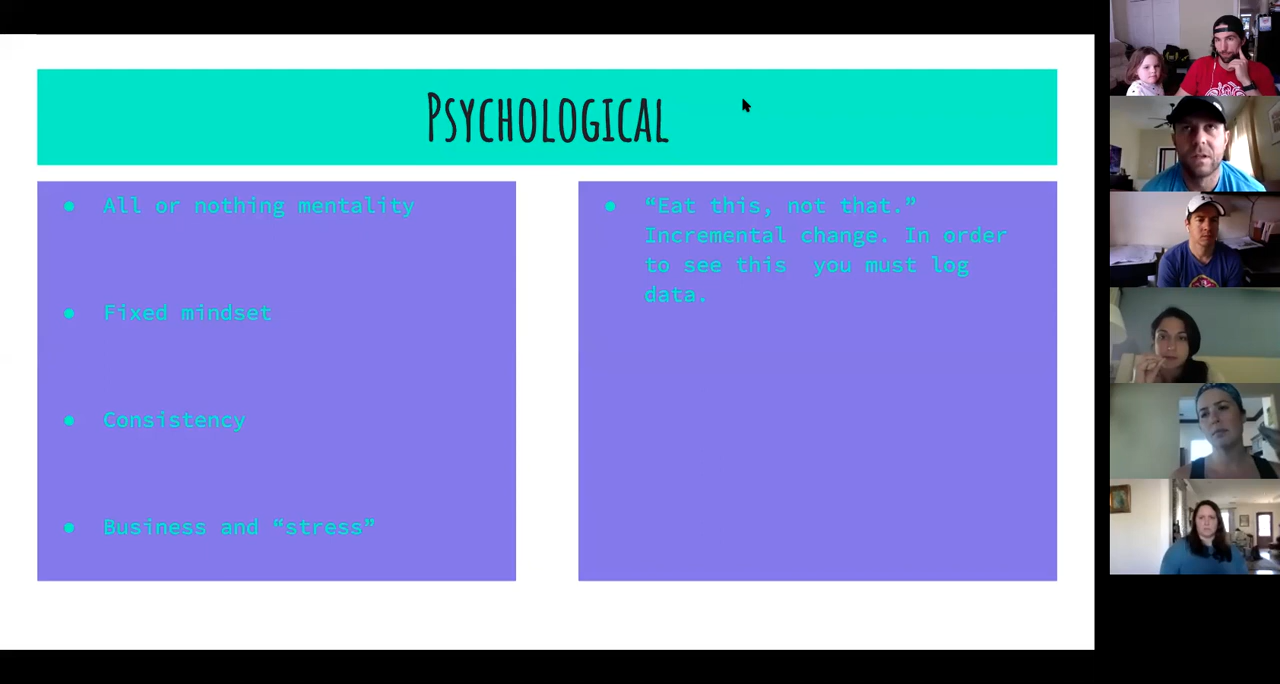 Psychological
● All or nothing mentality
● Fixed mindset
● Consistency
● Business and “stress”
● “Eat this, not that.”
Incremental change. In order
to see this  you must log
data.